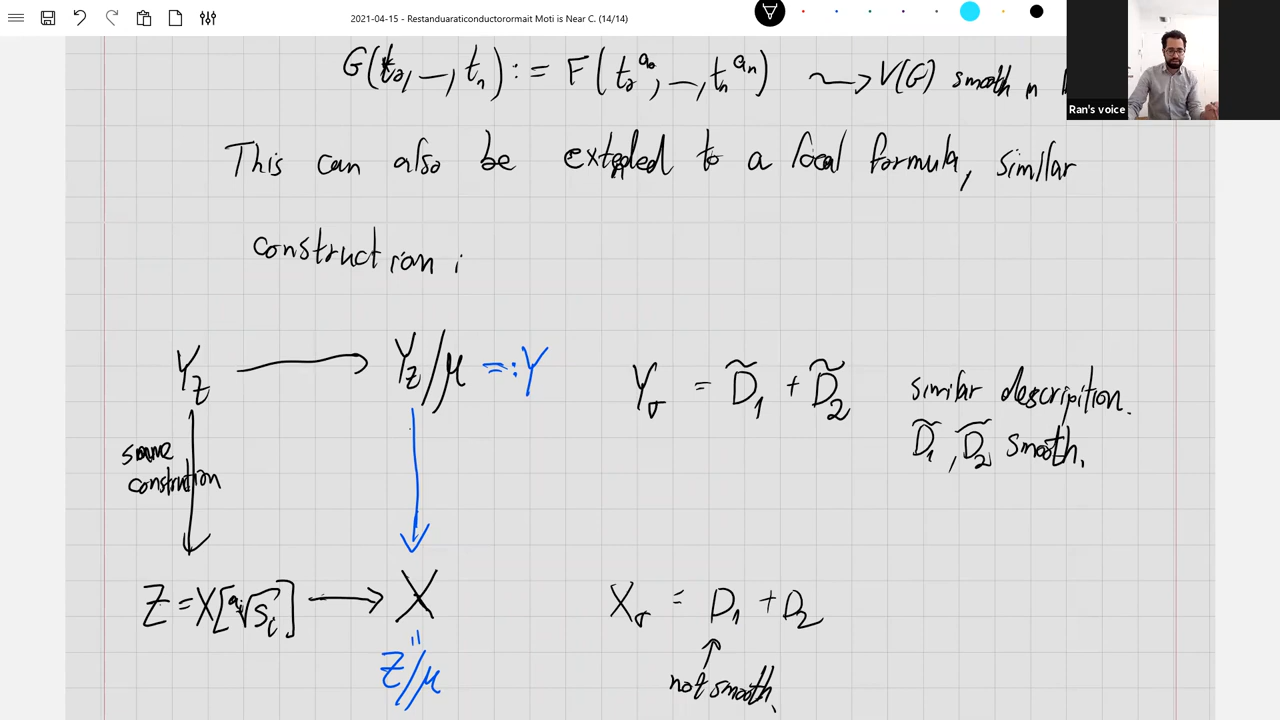 2021-04-15 - Restanduaraticonductorormait Moti is Near C. (14/14)
Ran's voice
G(t₀, —, tₙ) := F(t₀^{a₀}, —, tₙ^{aₙ}) ⟿ V(G) smooth in
This can also be extended to a local formula, similar
construction :
Y_Z ⟶ Y_Z/μ =: Y
Y_σ = D̃₁ + D̃₂
similar description.
D̃₁, D̃₂ smooth.
same
construction
Z = X[ᵃⁱ√Sᵢ] ⟶ X
X_σ = D₁ + D₂
"
Z/μ
not smooth.